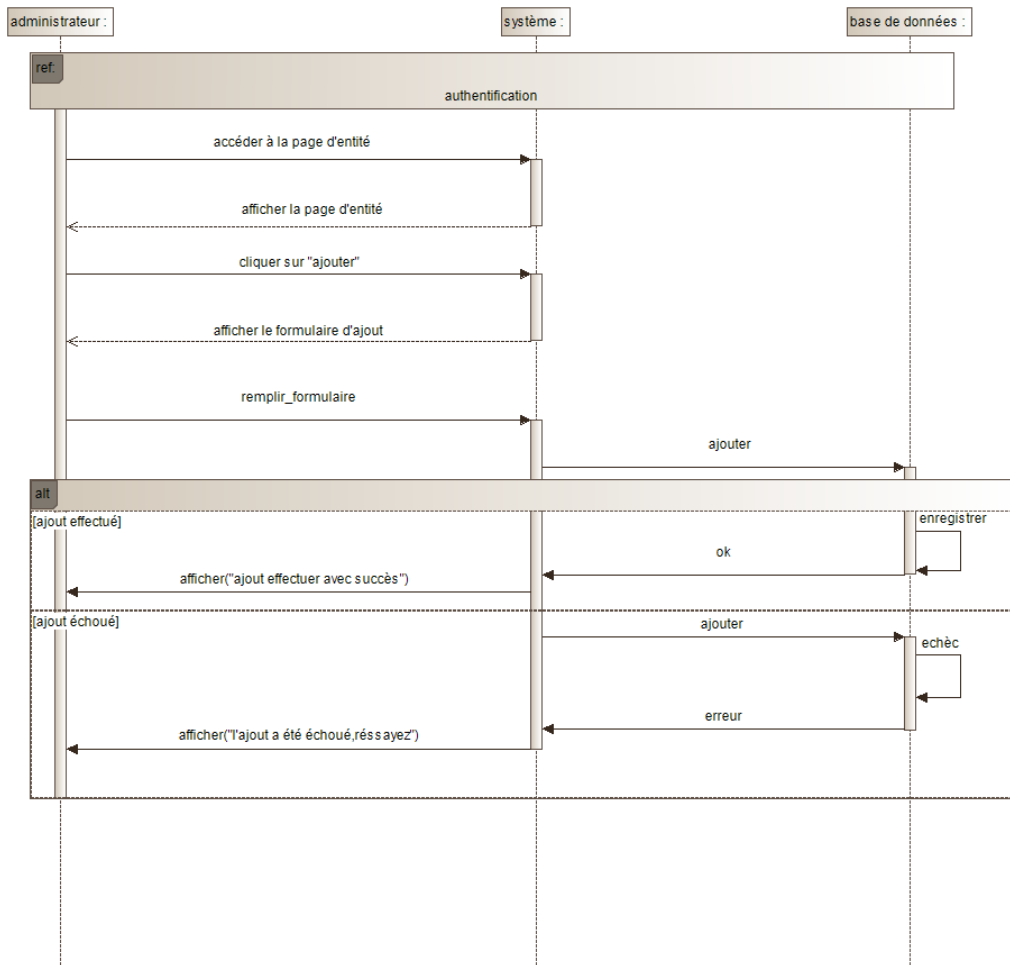 administrateur :
système :
base de données :
ref:
authentification
accéder à la page d'entité
afficher la page d'entité
cliquer sur "ajouter"
afficher le formulaire d'ajout
remplir_formulaire
ajouter
alt
[ajout effectué]
enregistrer
ok
afficher("ajout effectuer avec succès")
[ajout échoué]
ajouter
echèc
erreur
afficher("l'ajout a été échoué,réssayez")